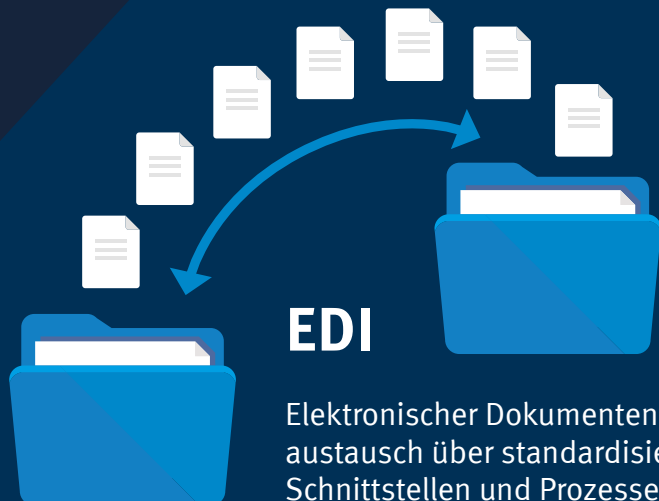 EDI
Elektronischer Dokumenten
austausch über standardisie
Schnittstellen und Prozesse